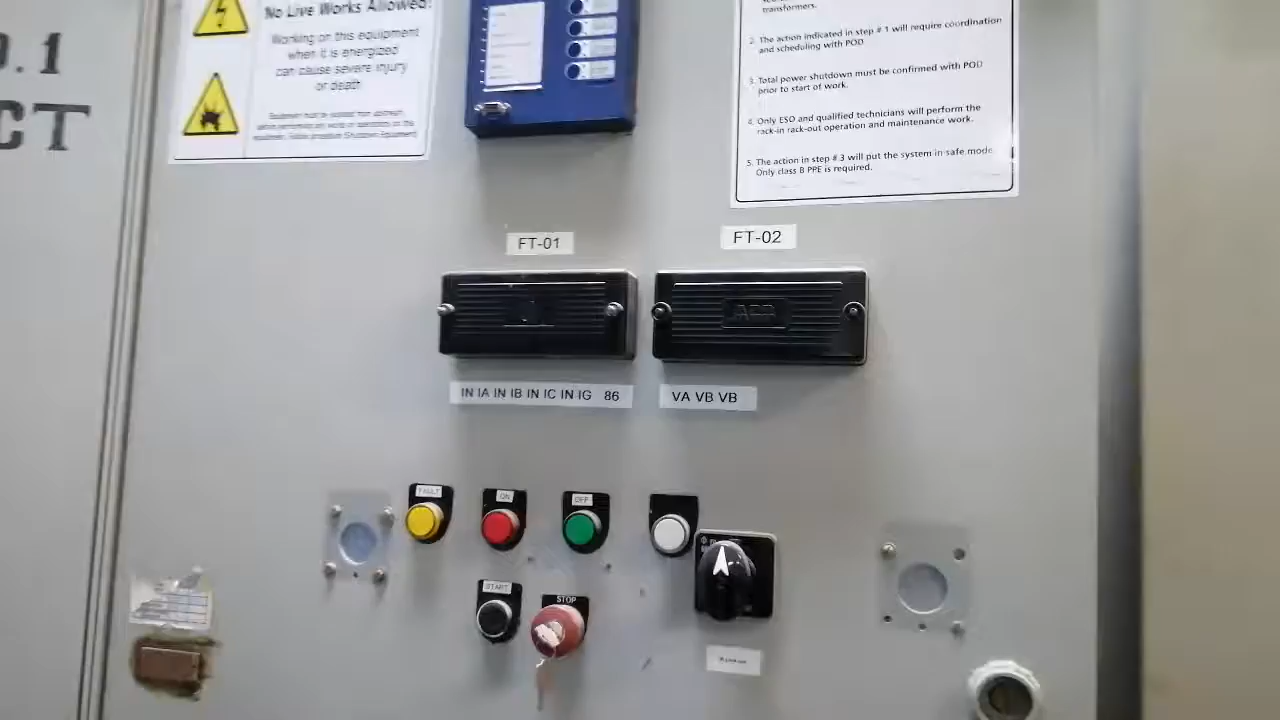 0.1
CT
No Live Works Allowed!
Working on this equipment
when it is energized
can cause severe injury
or death
transformers.
2. The action indicated in step # 1 will require coordination
and scheduling with POD
3. Total power shutdown must be confirmed with POD
prior to start of work.
4. Only ESO and qualified technicians will perform the
rack-in rack-out operation and maintenance work.
5. The action in step # 3 will put the system in safe mode.
Only class B PPE is required.
FT-01
FT-02
ABB
IN IA IN IB IN IC IN IG 86
VA VB VB
FAULT
ON
OFF
START
STOP